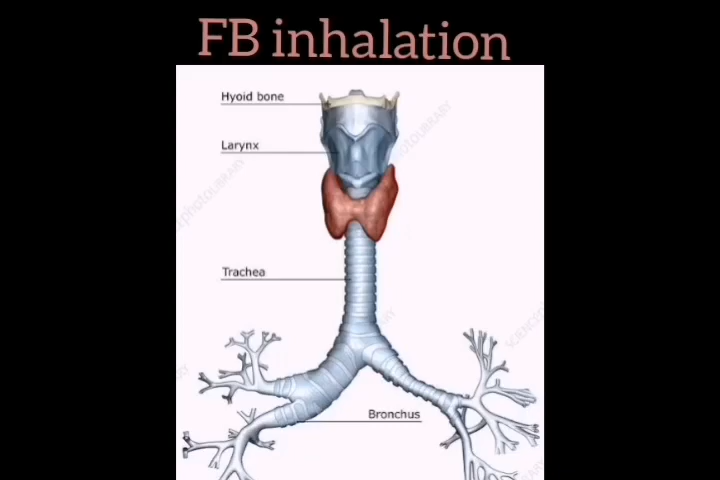 FB inhalation
Hyoid bone
Larynx
Trachea
Bronchus